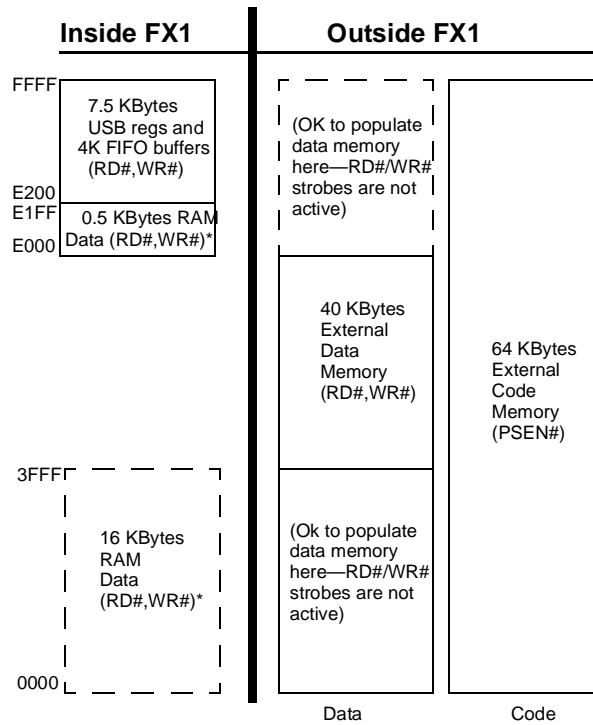 Inside FX1
Outside FX1
FFFF
7.5 KBytes
USB regs and
4K FIFO buffers
(RD#,WR#)
E200
E1FF
0.5 KBytes RAM
Data (RD#,WR#)*
E000
(OK to populate
data memory
here—RD#/WR#
strobes are not
active)
40 KBytes
External
Data
Memory
(RD#,WR#)
64 KBytes
External
Code
Memory
(PSEN#)
3FFF
16 KBytes
RAM
Data
(RD#,WR#)*
(Ok to populate
data memory
here—RD#/WR#
strobes are not
active)
0000
Data
Code